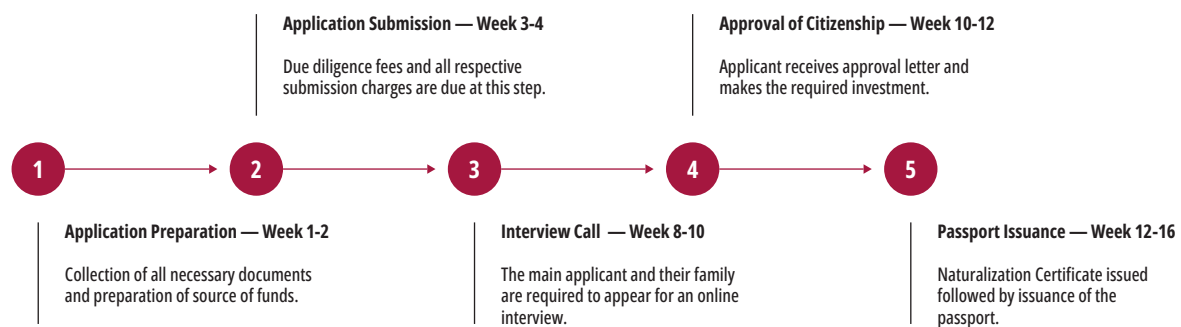 Application Submission — Week 3-4
Due diligence fees and all respective
submission charges are due at this step.
Approval of Citizenship — Week 10-12
Applicant receives approval letter and
makes the required investment.
1
2
3
4
5
Application Preparation — Week 1-2
Collection of all necessary documents
and preparation of source of funds.
Interview Call — Week 8-10
The main applicant and their family
are required to appear for an online
interview.
Passport Issuance — Week 12-16
Naturalization Certificate issued
followed by issuance of the
passport.